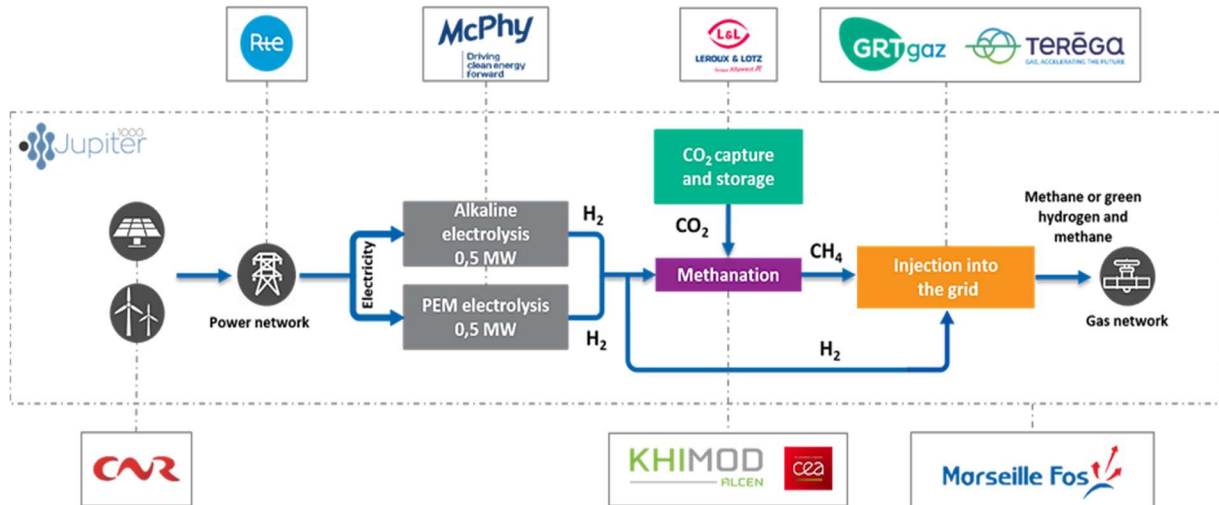 Rte
McPhy
Driving
clean energy
forward
L&L
LEROUX & LOTZ
GRTgaz
TERĒGA
GAS, ACCELERATING THE FUTURE
Jupiter 1000
CO₂ capture
and storage
Methane or green
hydrogen and
methane
Alkaline
electrolysis
0,5 MW
H₂
CO₂
CH₄
Electricity
Methanation
Injection into
the grid
Power network
PEM electrolysis
0,5 MW
H₂
H₂
Gas network
CNR
KHIMOD
ALCEN
cea
Marseille Fos